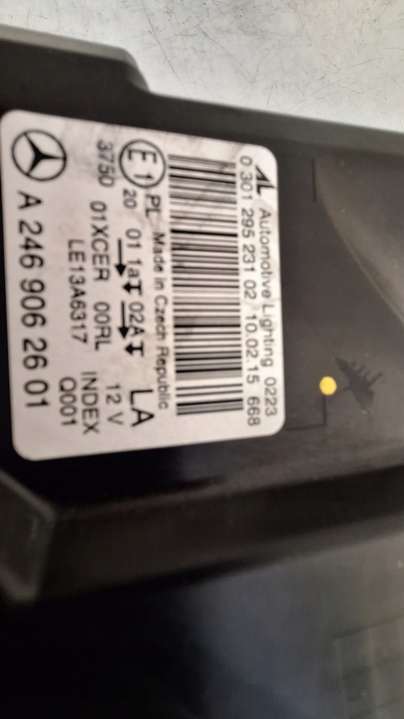 AL Automotive Lighting 0223
0 301 295 231 02 10.02.15 668
Made in Czech Republic
E1 PL 01 1a 02A LA
20
3750 01XCER 00RL 12 V
LE13A6317 INDEX
Q001
A 246 906 26 01